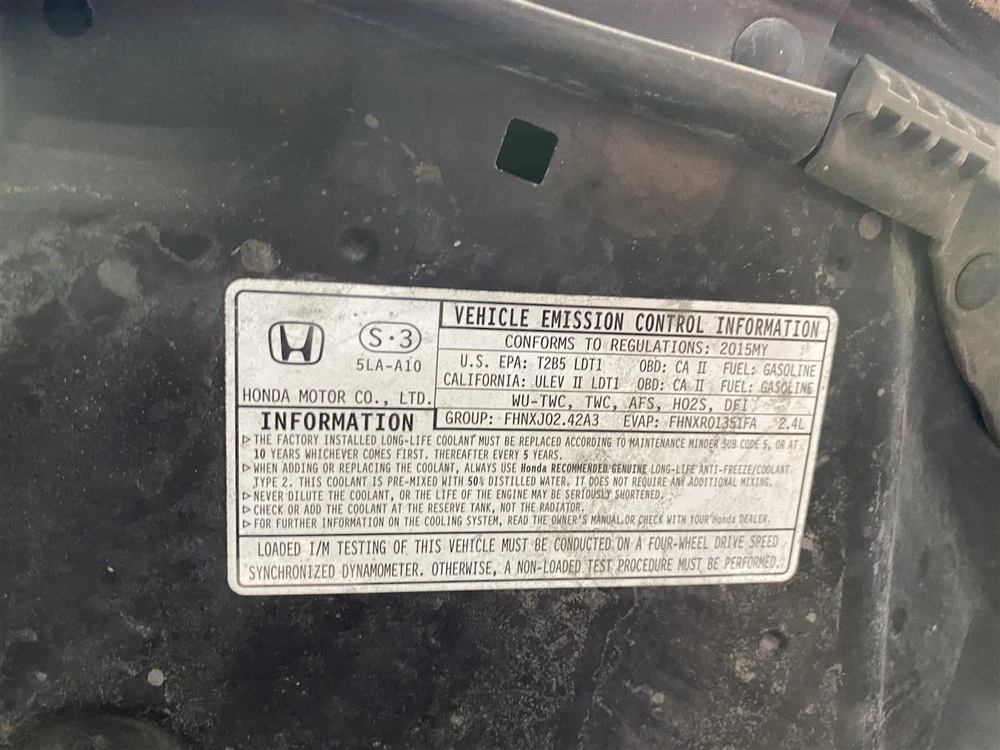 VEHICLE EMISSION CONTROL INFORMATION
CONFORMS TO REGULATIONS: 2015MY
U.S. EPA: T2B5 LDT1 OBD: CA II FUEL: GASOLINE
CALIFORNIA: ULEV II LDT1 OBD: CA II FUEL: GASOLINE
WU-TWC, TWC, AFS, HO2S, DFI
GROUP: FHNXJ02.42A3 EVAP: FHNXR01351FA 2.4L
H
S·3
5LA-A10
HONDA MOTOR CO., LTD.
INFORMATION
▷THE FACTORY INSTALLED LONG-LIFE COOLANT MUST BE REPLACED ACCORDING TO MAINTENANCE MINDER SUB CODE 5, OR AT
10 YEARS WHICHEVER COMES FIRST. THEREAFTER EVERY 5 YEARS.
▷WHEN ADDING OR REPLACING THE COOLANT, ALWAYS USE Honda RECOMMENDED GENUINE LONG-LIFE ANTI-FREEZE/COOLANT
TYPE 2. THIS COOLANT IS PRE-MIXED WITH 50% DISTILLED WATER. IT DOES NOT REQUIRE ANY ADDITIONAL MIXING.
▷NEVER DILUTE THE COOLANT, OR THE LIFE OF THE ENGINE MAY BE SERIOUSLY SHORTENED.
▷CHECK OR ADD THE COOLANT AT THE RESERVE TANK, NOT THE RADIATOR.
▷FOR FURTHER INFORMATION ON THE COOLING SYSTEM, READ THE OWNER'S MANUAL OR CHECK WITH YOUR Honda DEALER.
LOADED I/M TESTING OF THIS VEHICLE MUST BE CONDUCTED ON A FOUR-WHEEL DRIVE SPEED
SYNCHRONIZED DYNAMOMETER. OTHERWISE, A NON-LOADED TEST PROCEDURE MUST BE PERFORMED.